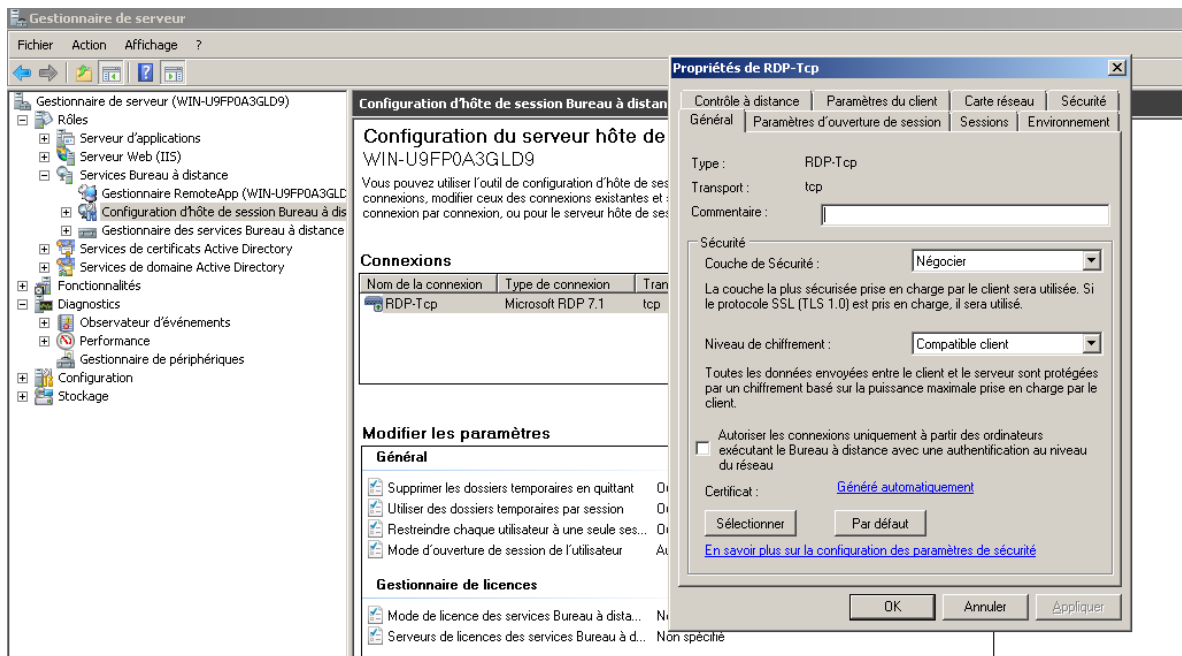 Gestionnaire de serveur
Fichier Action Affichage ?
Gestionnaire de serveur (WIN-U9FP0A3GLD9)
Rôles
Serveur d'applications
Serveur Web (IIS)
Services Bureau à distance
Gestionnaire RemoteApp (WIN-U9FP0A3GLD
Configuration d'hôte de session Bureau à dis
Gestionnaire des services Bureau à distance
Services de certificats Active Directory
Services de domaine Active Directory
Fonctionnalités
Diagnostics
Observateur d'événements
Performance
Gestionnaire de périphériques
Configuration
Stockage
Configuration d'hôte de session Bureau à distan
Configuration du serveur hôte de
WIN-U9FP0A3GLD9
Vous pouvez utiliser l'outil de configuration d'hôte de ses
connexions, modifier ceux des connexions existantes et
connexion par connexion, ou pour le serveur hôte de ses
Connexions
Nom de la connexion Type de connexion Tran
RDP-Tcp Microsoft RDP 7.1 tcp
Modifier les paramètres
Général
Supprimer les dossiers temporaires en quittant
Utiliser des dossiers temporaires par session
Restreindre chaque utilisateur à une seule ses...
Mode d'ouverture de session de l'utilisateur
Gestionnaire de licences
Mode de licence des services Bureau à dista...
Serveurs de licences des services Bureau à d... Non spécifié
Propriétés de RDP-Tcp
Contrôle à distance Paramètres du client Carte réseau Sécurité
Général Paramètres d'ouverture de session Sessions Environnement
Type : RDP-Tcp
Transport : tcp
Commentaire :
Sécurité
Couche de Sécurité : Négocier
La couche la plus sécurisée prise en charge par le client sera utilisée. Si
le protocole SSL (TLS 1.0) est pris en charge, il sera utilisé.
Niveau de chiffrement : Compatible client
Toutes les données envoyées entre le client et le serveur sont protégées
par un chiffrement basé sur la puissance maximale prise en charge par le
client.
Autoriser les connexions uniquement à partir des ordinateurs
exécutant le Bureau à distance avec une authentification au niveau
du réseau
Certificat : Généré automatiquement
Sélectionner Par défaut
En savoir plus sur la configuration des paramètres de sécurité
OK Annuler Appliquer